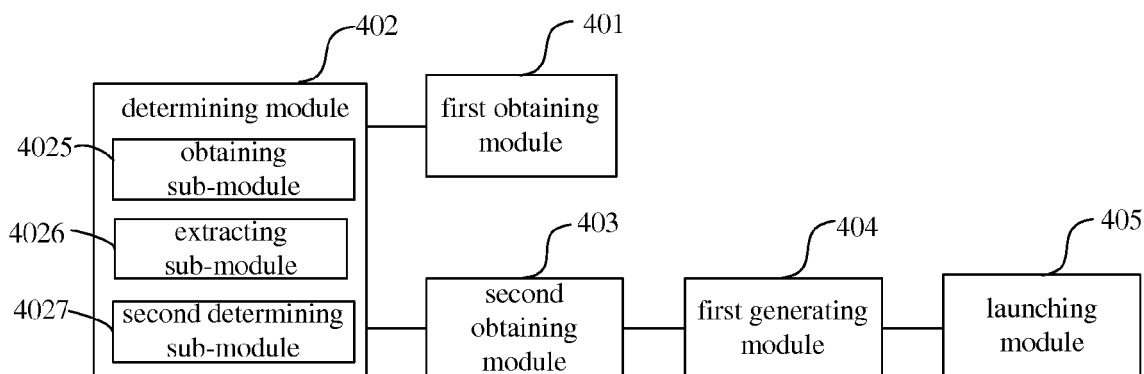 402
401
determining module
first obtaining
module
4025
obtaining
sub-module
4026
extracting
sub-module
403
404
405
4027
second determining
sub-module
second
obtaining
module
first generating
module
launching
module